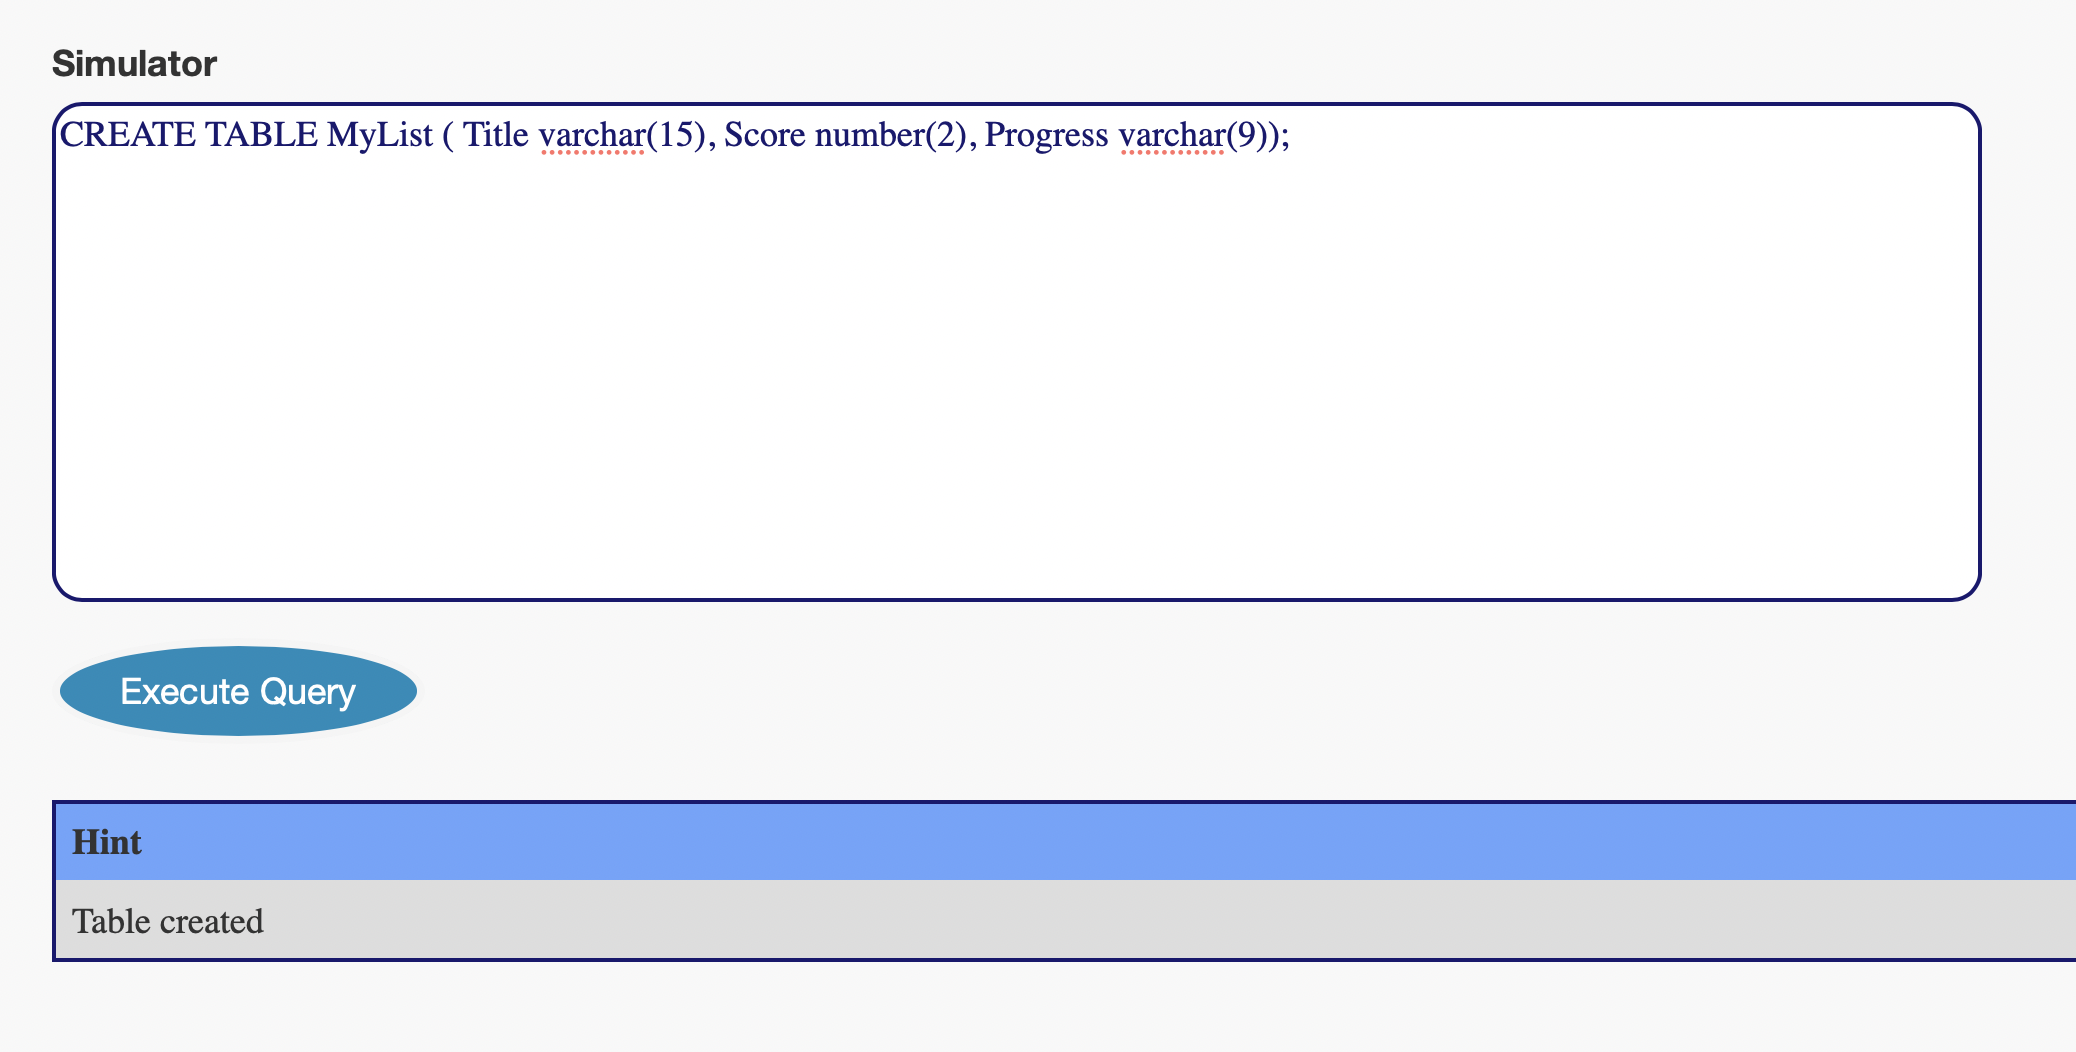 Simulator
CREATE TABLE MyList ( Title varchar(15), Score number(2), Progress varchar(9));
Execute Query
Hint
Table created